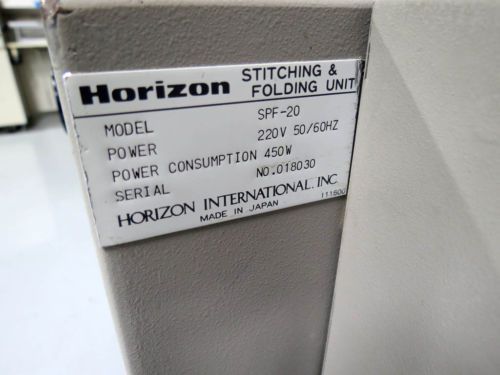 Horizon STITCHING &
FOLDING UNIT
MODEL SPF-20
POWER 220V 50/60HZ
POWER CONSUMPTION 450W
SERIAL NO.018030
HORIZON INTERNATIONAL. INC.
MADE IN JAPAN